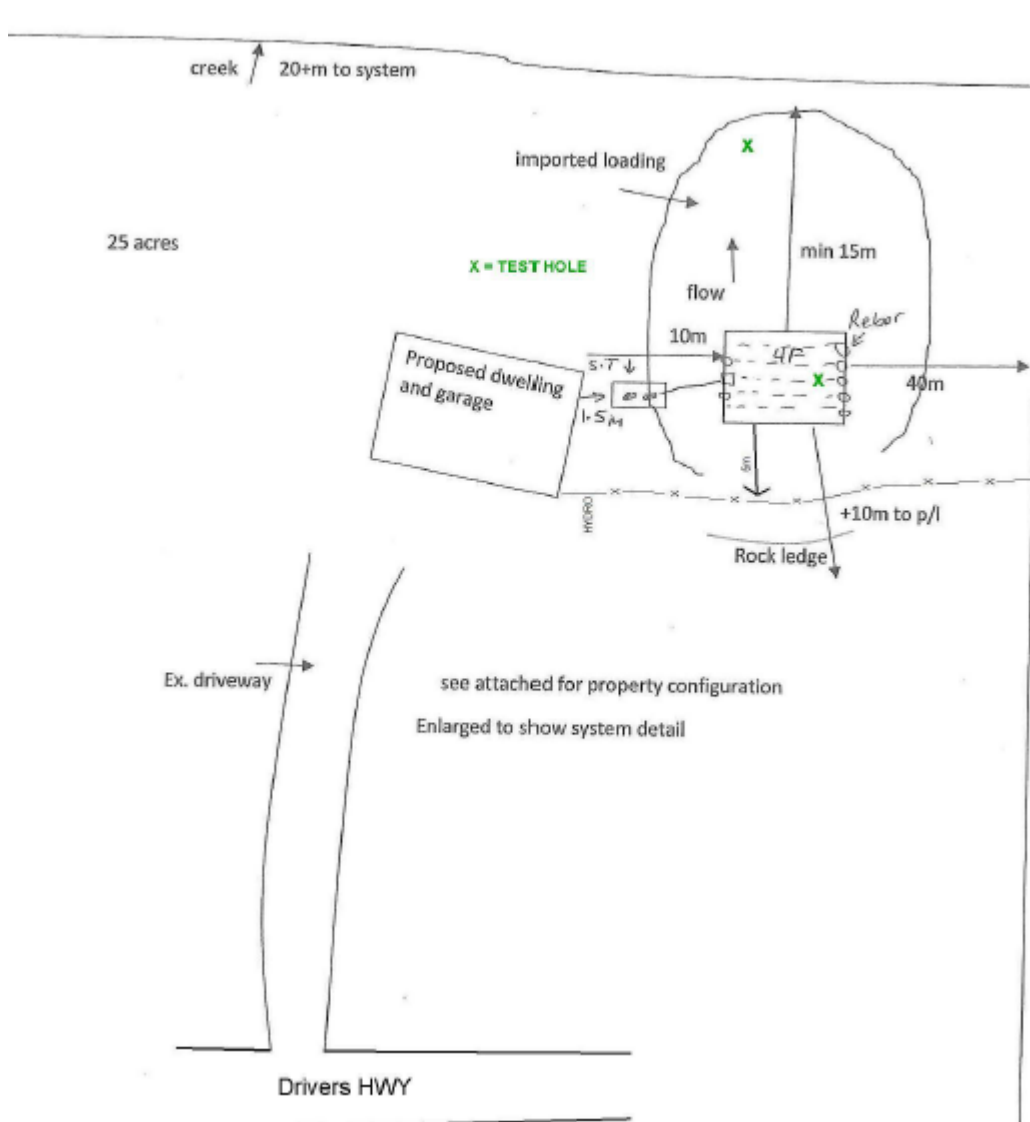 creek
20+m to system
imported loading
25 acres
min 15m
X
X = TEST HOLE
flow
Rebar
10m
S.T
Proposed dwelling
and garage
X
40m
1.5M
6m
HYDRO
+10m to p/l
Rock ledge
Ex. driveway
see attached for property configuration
Enlarged to show system detail
Drivers HWY